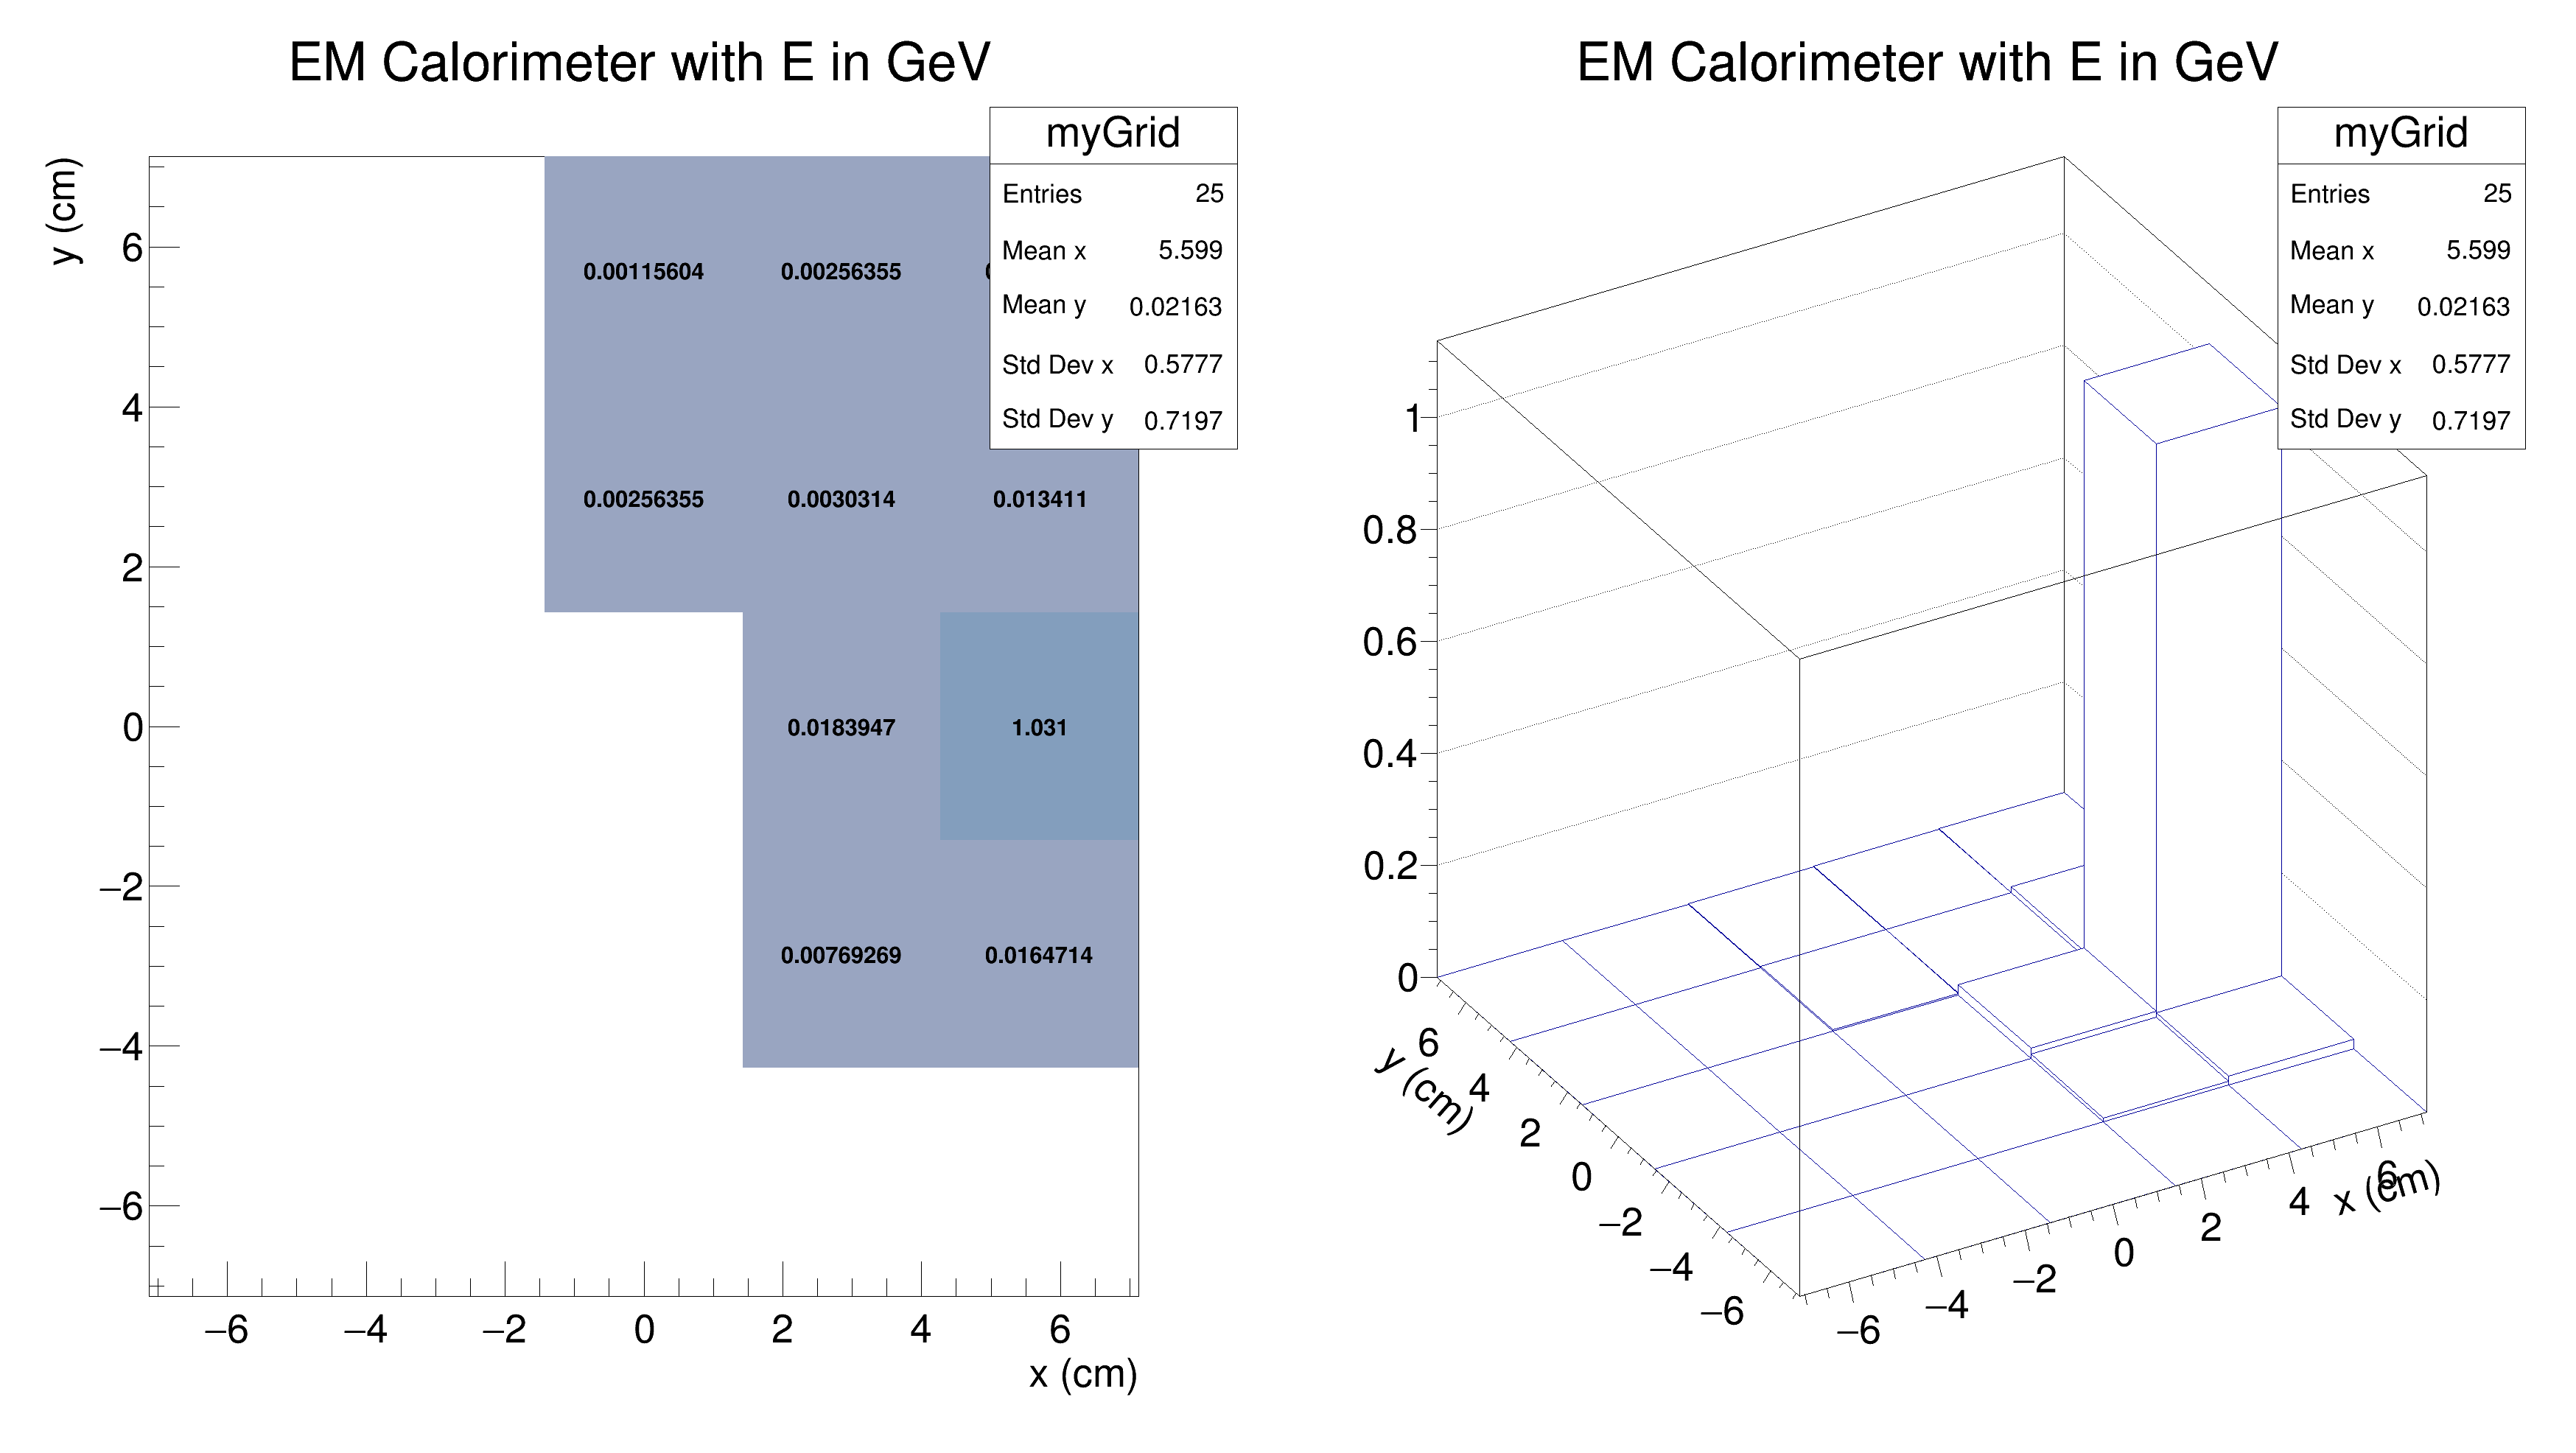 EM Calorimeter with E in GeV
myGrid
Entries 25
Mean x 5.599
Mean y 0.02163
Std Dev x 0.5777
Std Dev y 0.7197
y (cm)
6
4
2
0
−2
−4
−6
0.00115604 0.00256355
0.00256355 0.0030314 0.013411
0.0183947 1.031
0.00769269 0.0164714
−6 −4 −2 0 2 4 6
x (cm)
EM Calorimeter with E in GeV
myGrid
Entries 25
Mean x 5.599
Mean y 0.02163
Std Dev x 0.5777
Std Dev y 0.7197
1
0.8
0.6
0.4
0.2
0
y (cm)
6
4
2
0
−2
−4
−6
−6 −4 −2 0 2 4 6
x (cm)